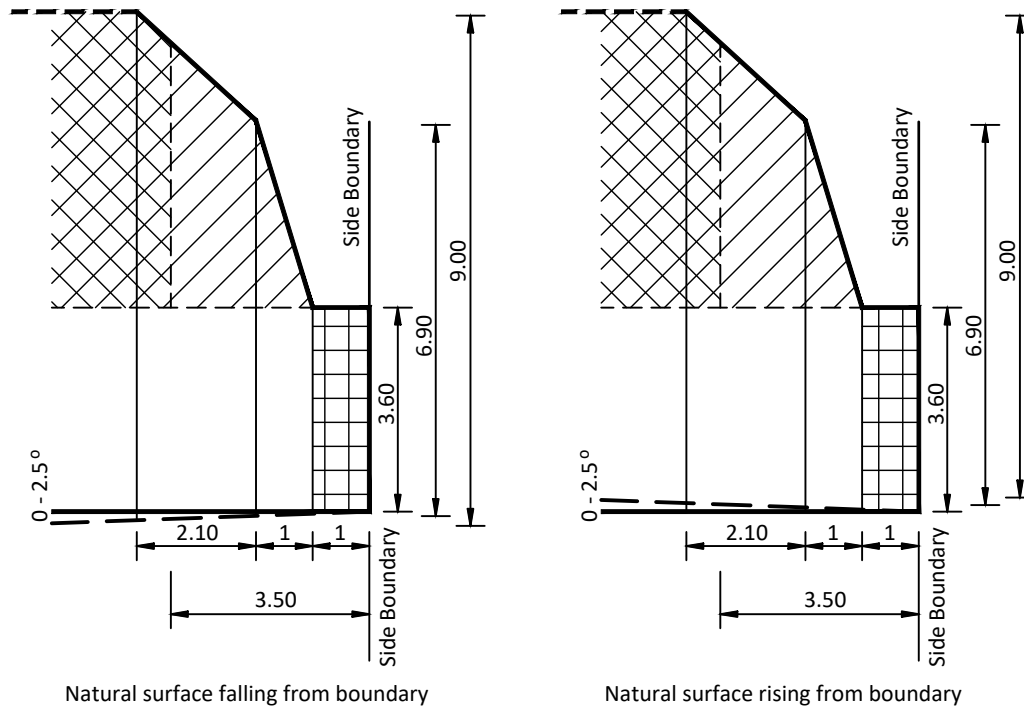 Side Boundary
9.00
6.90
3.60
0 - 2.5 º
2.10
1
1
3.50
Side Boundary
Natural surface falling from boundary
Side Boundary
9.00
6.90
3.60
0 - 2.5 º
2.10
1
1
3.50
Side Boundary
Natural surface rising from boundary